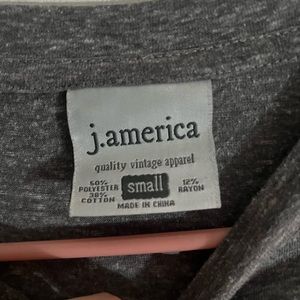 j.america
quality vintage apparel
50% small 12%
POLYESTER RAYON
38%
COTTON
MADE IN CHINA